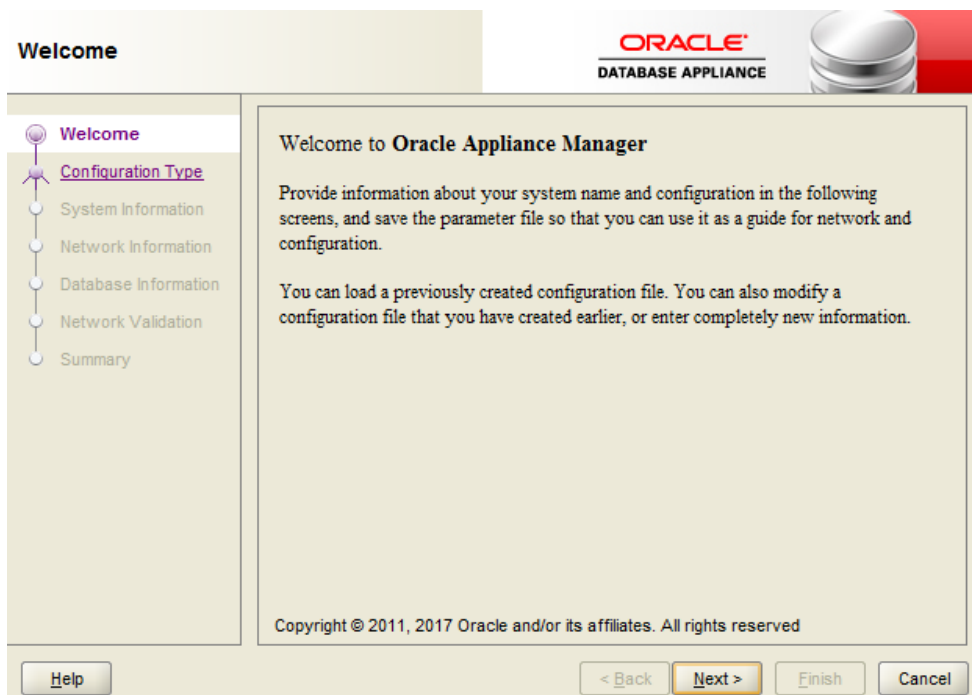 Welcome
ORACLE
DATABASE APPLIANCE
Welcome
Configuration Type
System Information
Network Information
Database Information
Network Validation
Summary
Welcome to Oracle Appliance Manager
Provide information about your system name and configuration in the following
screens, and save the parameter file so that you can use it as a guide for network and
configuration.
You can load a previously created configuration file. You can also modify a
configuration file that you have created earlier, or enter completely new information.
Copyright © 2011, 2017 Oracle and/or its affiliates. All rights reserved
Help
< Back
Next >
Finish
Cancel